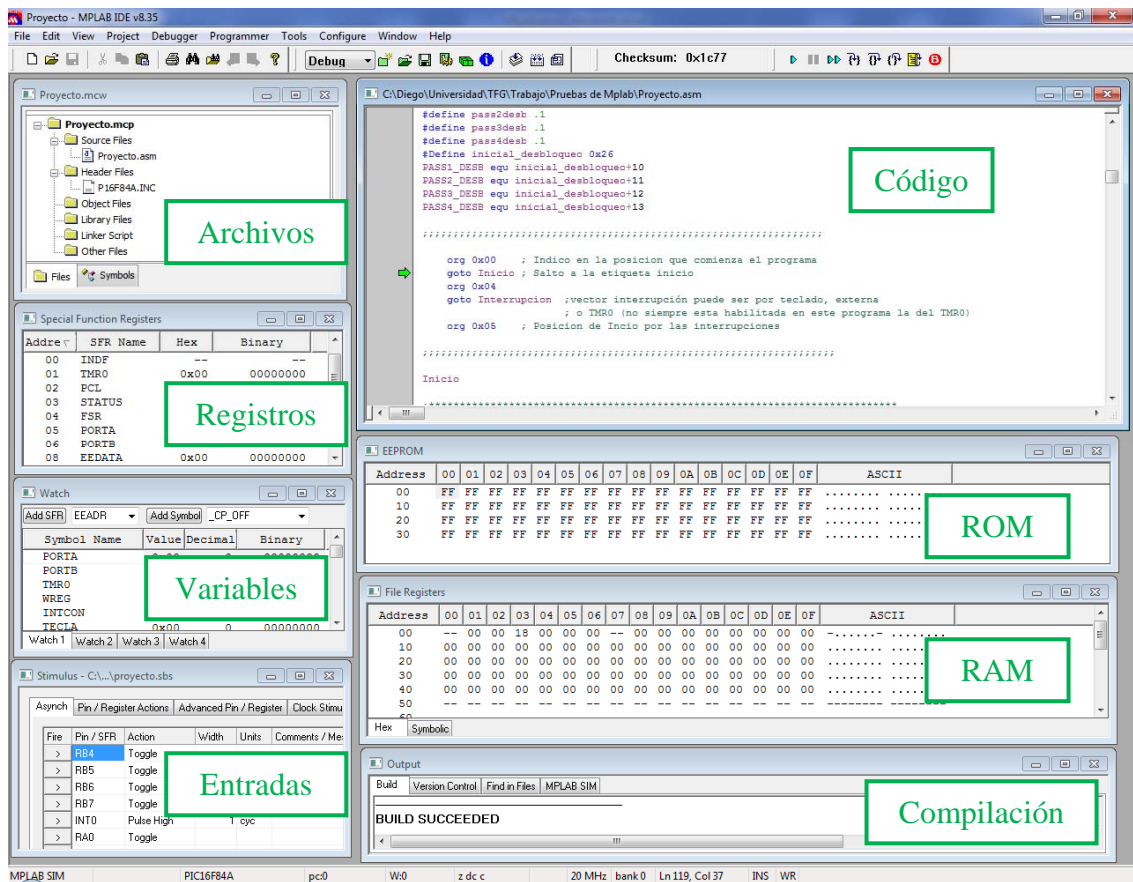 Proyecto - MPLAB IDE v8.35
File Edit View Project Debugger Programmer Tools Configure Window Help
Debug
Checksum: 0x1c77
Proyecto.mcw
Proyecto.mcp
Source Files
Proyecto.asm
Header Files
P16F84A.INC
Object Files
Library Files
Linker Script
Other Files
Archivos
Files Symbols
C:\Diego\Universidad\TFG\Trabajo\Pruebas de Mplab\Proyecto.asm
#define pass2desb .1
#define pass3desb .1
#define pass4desb .1
#Define inicial_desbloqueo 0x26
PASS1_DESB equ inicial_desbloqueo+10
PASS2_DESB equ inicial_desbloqueo+11
PASS3_DESB equ inicial_desbloqueo+12
PASS4_DESB equ inicial_desbloqueo+13
Código
org 0x00 ; Indico en la posicion que comienza el programa
goto Inicio ; Salto a la etiqueta inicio
org 0x04
goto Interrupcion ;vector interrupción puede ser por teclado, externa
; o TMR0 (no siempre esta habilitada en este programa la del TMR0)
org 0x05 ; Posicion de Incio por las interrupciones
Inicio
Special Function Registers
Addre SFR Name Hex Binary
00 INDF -- --
01 TMR0 0x00 00000000
02 PCL
03 STATUS
04 FSR
05 PORTA
06 PORTB
08 EEDATA 0x00 00000000
Registros
Watch
Add SFR EEADR Add Symbol _CP_OFF
Symbol Name Value Decimal Binary
PORTA
PORTB
TMR0
WREG
INTCON
TECLA 0x00 0 00000000
Variables
Watch 1 Watch 2 Watch 3 Watch 4
EEPROM
Address 00 01 02 03 04 05 06 07 08 09 0A 0B 0C 0D 0E 0F ASCII
00 FF FF FF FF FF FF FF FF FF FF FF FF FF FF FF FF ........ .....
10 FF FF FF FF FF FF FF FF FF FF FF FF FF FF FF FF ........ .....
20 FF FF FF FF FF FF FF FF FF FF FF FF FF FF FF FF ........ .....
30 FF FF FF FF FF FF FF FF FF FF FF FF FF FF FF FF ........ .....
ROM
File Registers
Address 00 01 02 03 04 05 06 07 08 09 0A 0B 0C 0D 0E 0F ASCII
00 -- 00 00 18 00 00 00 -- 00 00 00 00 00 00 00 00 -......- ........
10 00 00 00 00 00 00 00 00 00 00 00 00 00 00 00 00 ........ .....
20 00 00 00 00 00 00 00 00 00 00 00 00 00 00 00 00 ........ .....
30 00 00 00 00 00 00 00 00 00 00 00 00 00 00 00 00 ........ .....
40 00 00 00 00 00 00 00 00 00 00 00 00 00 00 00 00 ........ .....
50 -- -- -- -- -- -- -- -- -- -- -- -- -- -- -- -- -------- --------
RAM
Hex Symbolic
Stimulus - C:\...\proyecto.sbs
Asynch Pin / Register Actions Advanced Pin / Register Clock Stimu
Fire Pin / SFR Action Width Units Comments / Me
> RB4 Toggle
> RB5 Toggle
> RB6 Toggle
> RB7 Toggle
> INT0 Pulse High 1 cyc
> RA0 Toggle
Entradas
Output
Build Version Control Find in Files MPLAB SIM
BUILD SUCCEEDED
Compilación
MPLAB SIM PIC16F84A pc:0 W:0 z dc c 20 MHz bank 0 Ln 119, Col 37 INS WR